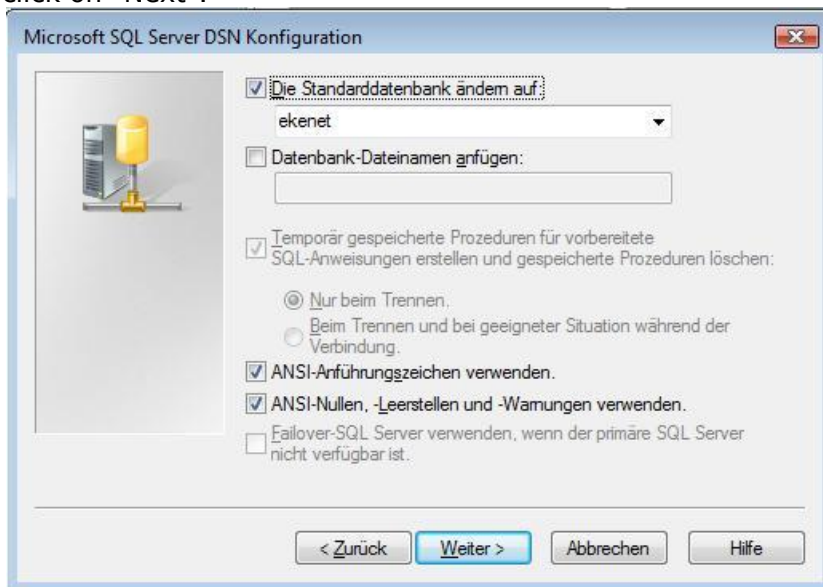 click on "Next".
Microsoft SQL Server DSN Konfiguration
Die Standarddatenbank ändern auf:
ekenet
Datenbank-Dateinamen anfügen:
Temporär gespeicherte Prozeduren für vorbereitete
SQL-Anweisungen erstellen und gespeicherte Prozeduren löschen:
Nur beim Trennen.
Beim Trennen und bei geeigneter Situation während der
Verbindung.
ANSI-Anführungszeichen verwenden.
ANSI-Nullen, -Leerstellen und -Warnungen verwenden.
Failover-SQL Server verwenden, wenn der primäre SQL Server
nicht verfügbar ist.
< Zurück Weiter > Abbrechen Hilfe